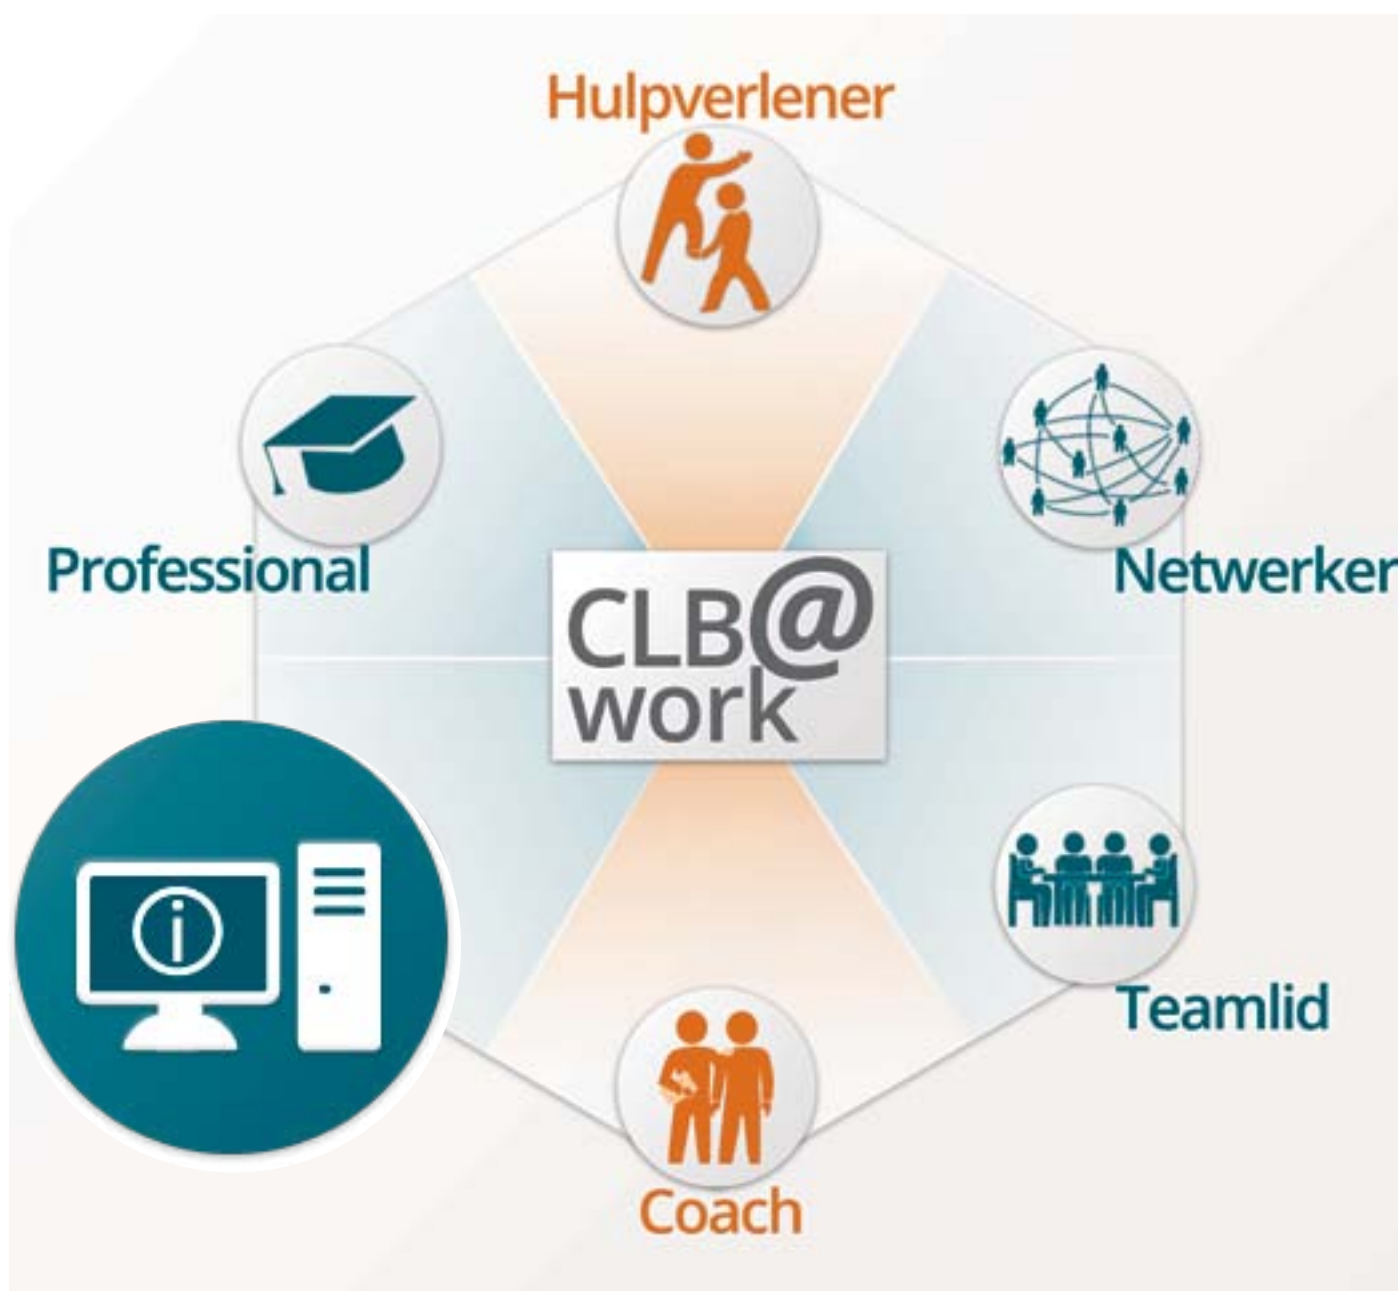 Hulpverlener
Professional
Netwerker
CLB@
work
i
Teamlid
Coach